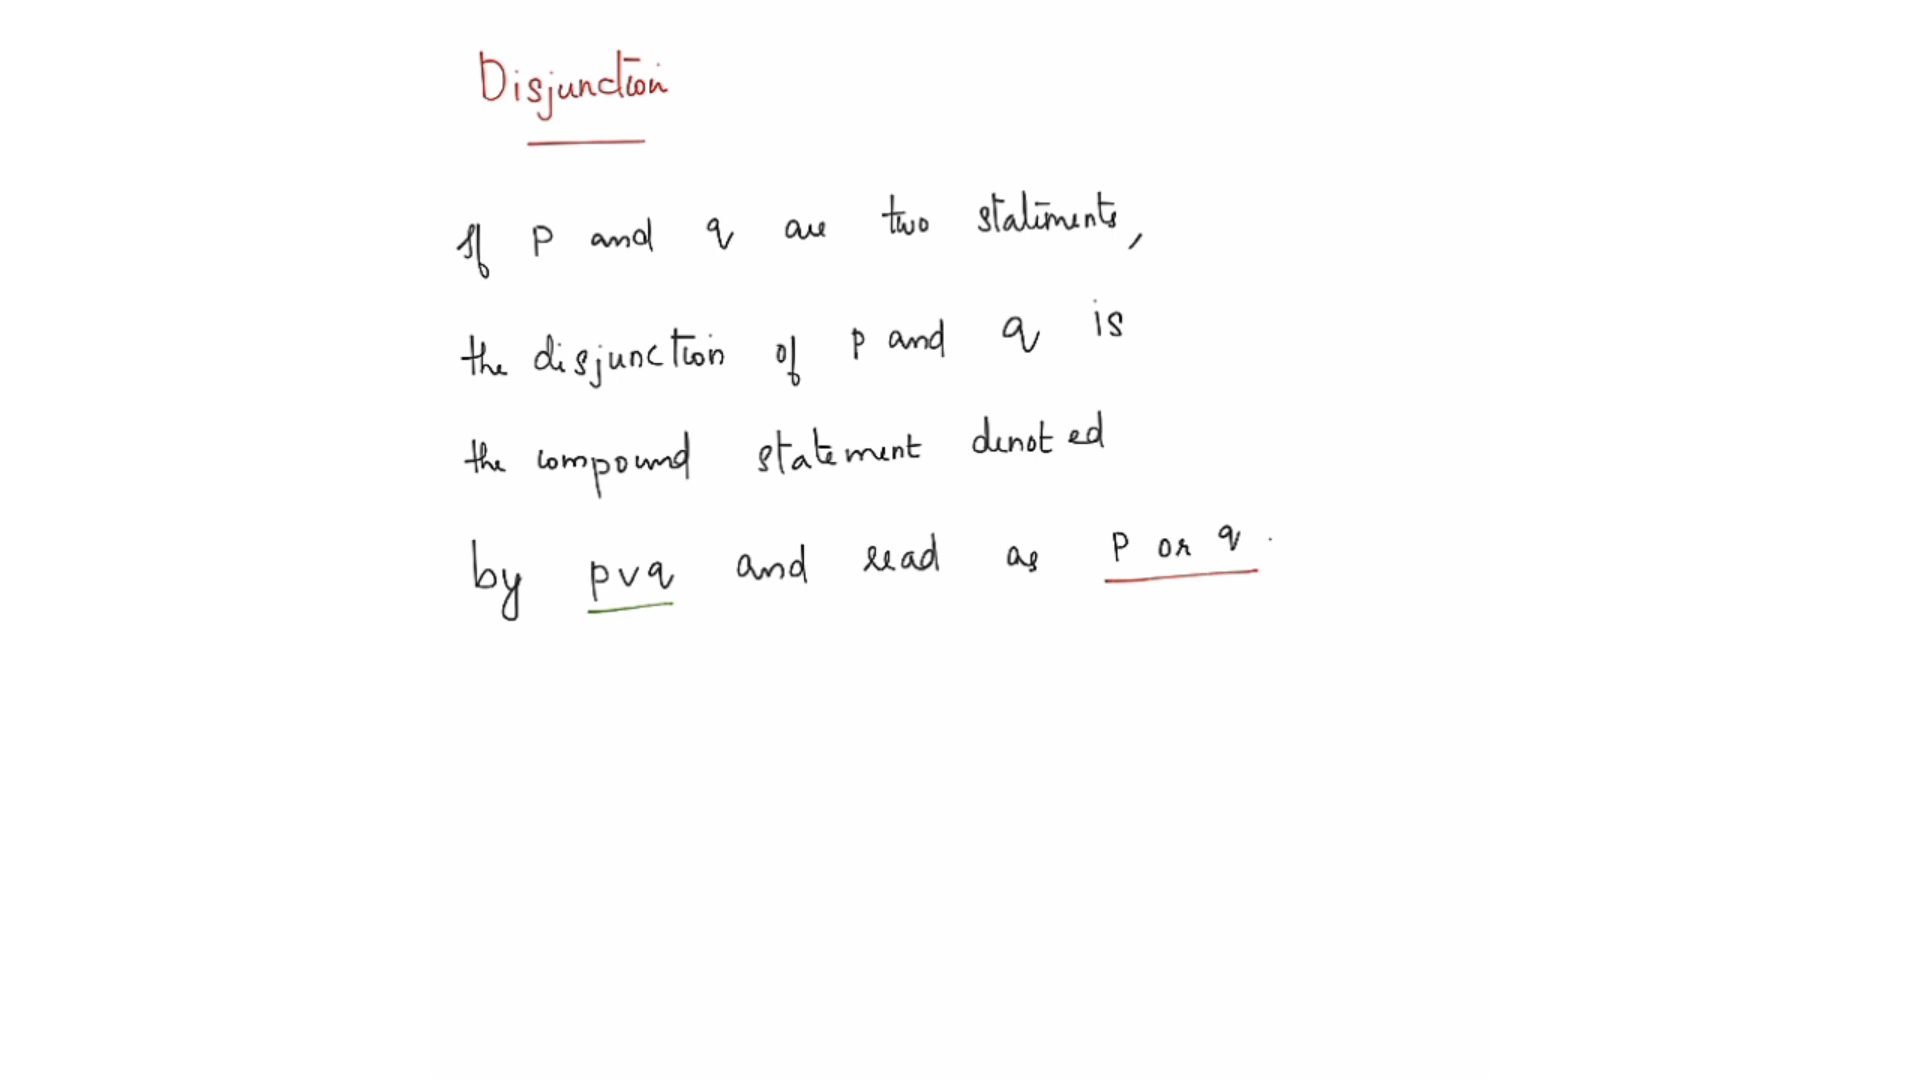 Disjunction
If p and q are two statements,
the disjunction of p and q is
the compound statement denoted
by p∨q and read as p or q.